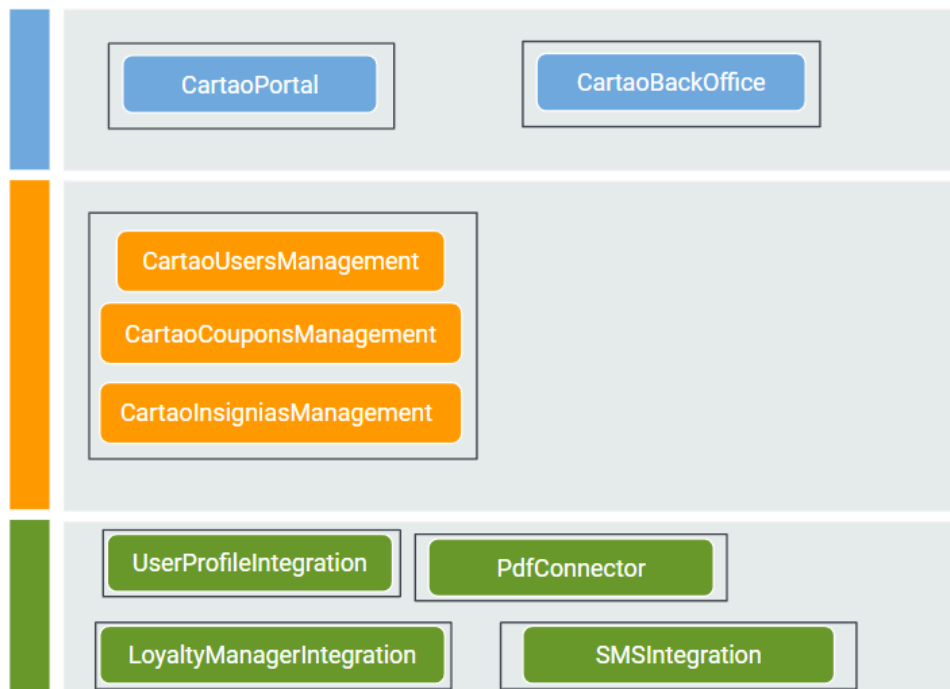 CartaoPortal
CartaoBackOffice
CartaoUsersManagement
CartaoCouponsManagement
CartaoInsigniasManagement
UserProfileIntegration
PdfConnector
LoyaltyManagerIntegration
SMSIntegration